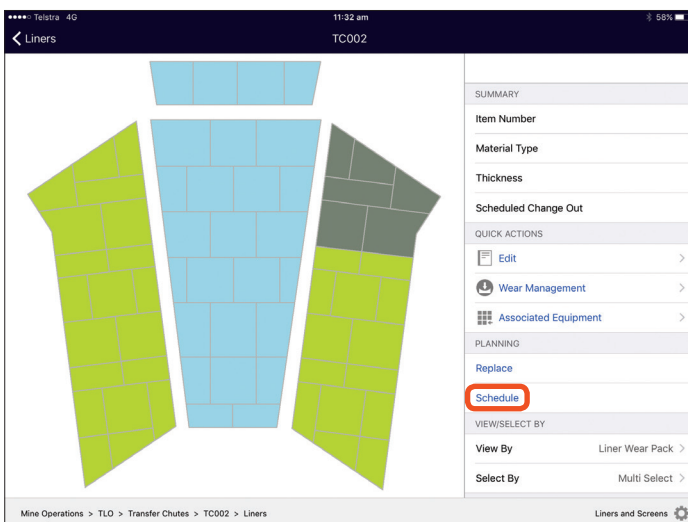 Telstra 4G 11:32 am 58%
Liners TC002
SUMMARY
Item Number
Material Type
Thickness
Scheduled Change Out
QUICK ACTIONS
Edit
Wear Management
Associated Equipment
PLANNING
Replace
Schedule
VIEW/SELECT BY
View By Liner Wear Pack
Select By Multi Select
Mine Operations > TLO > Transfer Chutes > TC002 > Liners Liners and Screens